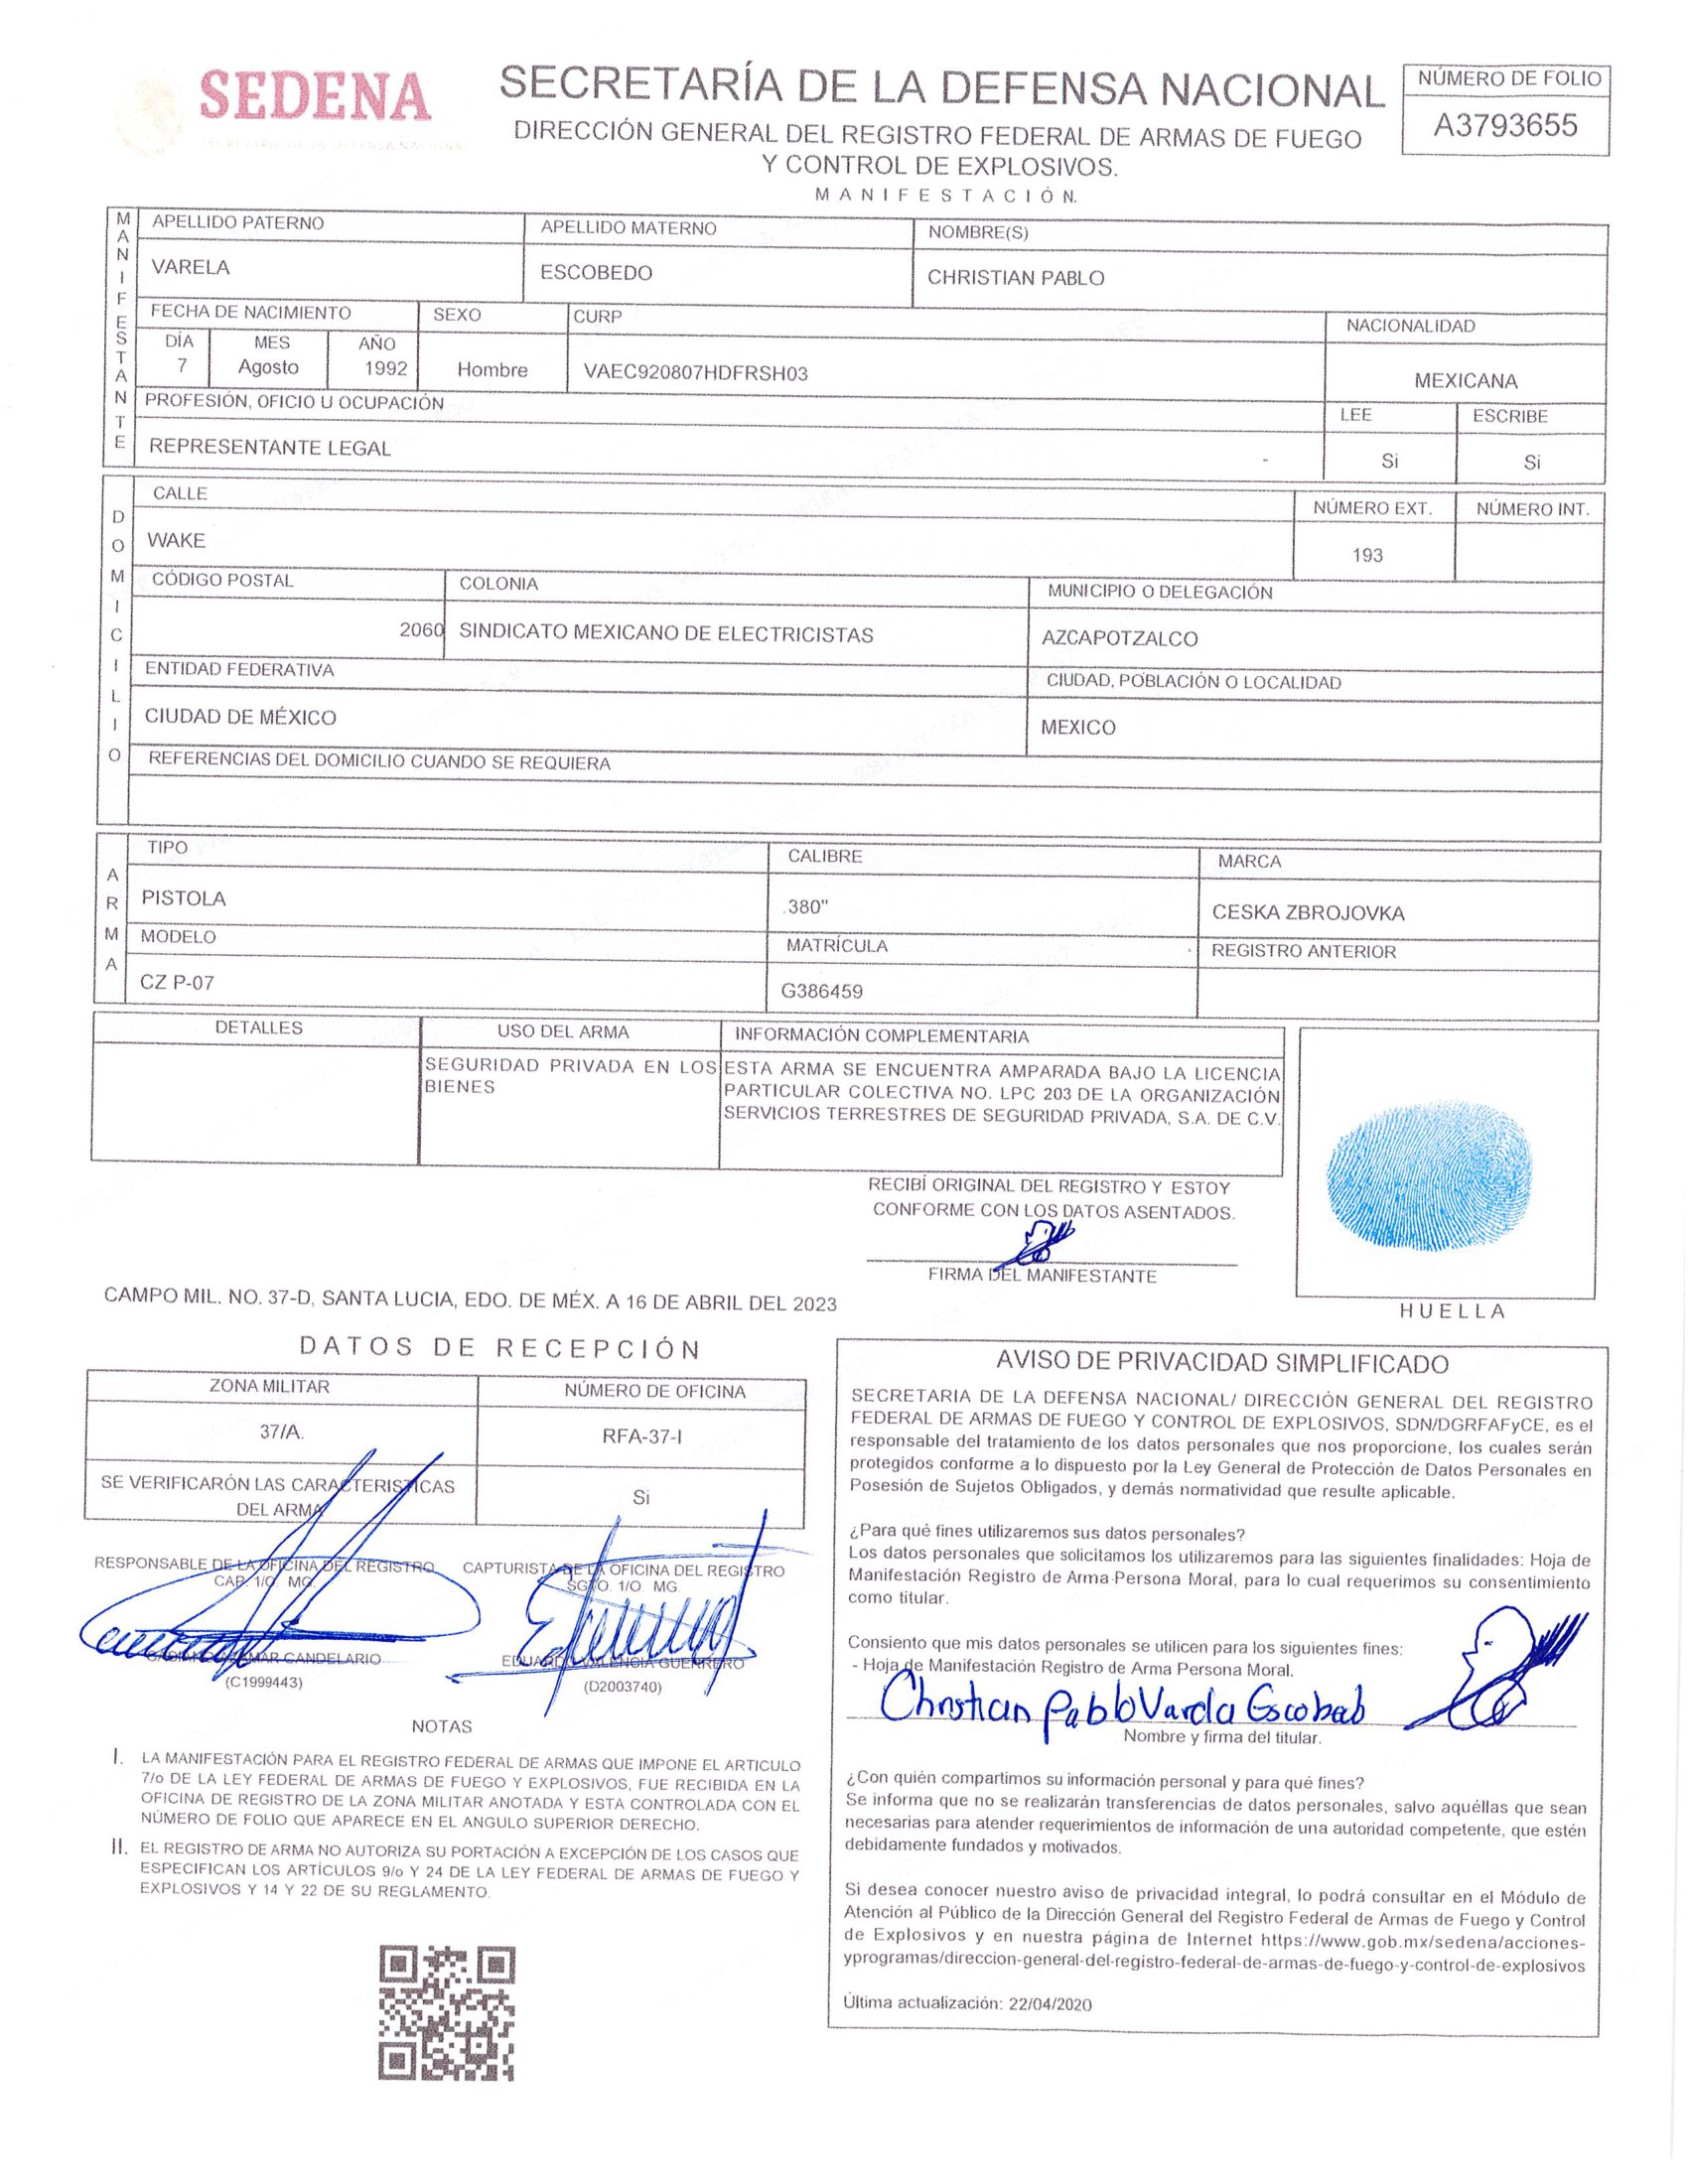 SEDENA
SECRETARÍA DE LA DEFENSA NACIONAL
SECRETARÍA DE LA DEFENSA NACIONAL
DIRECCIÓN GENERAL DEL REGISTRO FEDERAL DE ARMAS DE FUEGO
Y CONTROL DE EXPLOSIVOS.
MANIFESTACIÓN.
NÚMERO DE FOLIO
A3793655
MANIFESTANTE
APELLIDO PATERNO APELLIDO MATERNO NOMBRE(S)
VARELA ESCOBEDO CHRISTIAN PABLO
FECHA DE NACIMIENTO SEXO CURP NACIONALIDAD
DÍA MES AÑO
7 Agosto 1992 Hombre VAEC920807HDFRSH03 MEXICANA
PROFESIÓN, OFICIO U OCUPACIÓN LEE ESCRIBE
REPRESENTANTE LEGAL Si Si
DOMICILIO
CALLE NÚMERO EXT. NÚMERO INT.
WAKE 193
CÓDIGO POSTAL COLONIA MUNICIPIO O DELEGACIÓN
2060 SINDICATO MEXICANO DE ELECTRICISTAS AZCAPOTZALCO
ENTIDAD FEDERATIVA CIUDAD, POBLACIÓN O LOCALIDAD
CIUDAD DE MÉXICO MEXICO
REFERENCIAS DEL DOMICILIO CUANDO SE REQUIERA
ARMA
TIPO CALIBRE MARCA
PISTOLA .380" CESKA ZBROJOVKA
MODELO MATRÍCULA REGISTRO ANTERIOR
CZ P-07 G386459
DETALLES USO DEL ARMA INFORMACIÓN COMPLEMENTARIA
SEGURIDAD PRIVADA EN LOS BIENES
ESTA ARMA SE ENCUENTRA AMPARADA BAJO LA LICENCIA
PARTICULAR COLECTIVA NO. LPC 203 DE LA ORGANIZACIÓN
SERVICIOS TERRESTRES DE SEGURIDAD PRIVADA, S.A. DE C.V.
RECIBÍ ORIGINAL DEL REGISTRO Y ESTOY
CONFORME CON LOS DATOS ASENTADOS.
FIRMA DEL MANIFESTANTE
HUELLA
CAMPO MIL. NO. 37-D, SANTA LUCIA, EDO. DE MÉX. A 16 DE ABRIL DEL 2023
DATOS DE RECEPCIÓN
ZONA MILITAR NÚMERO DE OFICINA
37/A. RFA-37-I
SE VERIFICARÓN LAS CARACTERISTICAS
DEL ARMA
Si
RESPONSABLE DE LA OFICINA DEL REGISTRO
CAP. 1/O. MG.
CANDELARIO
(C1999443)
CAPTURISTA DE LA OFICINA DEL REGISTRO
SGTO. 1/O. MG.
EDUARDO VALENCIA GUERRERO
(D2003740)
NOTAS
I. LA MANIFESTACIÓN PARA EL REGISTRO FEDERAL DE ARMAS QUE IMPONE EL ARTICULO
7/o DE LA LEY FEDERAL DE ARMAS DE FUEGO Y EXPLOSIVOS, FUE RECIBIDA EN LA
OFICINA DE REGISTRO DE LA ZONA MILITAR ANOTADA Y ESTA CONTROLADA CON EL
NÚMERO DE FOLIO QUE APARECE EN EL ANGULO SUPERIOR DERECHO.
II. EL REGISTRO DE ARMA NO AUTORIZA SU PORTACIÓN A EXCEPCIÓN DE LOS CASOS QUE
ESPECIFICAN LOS ARTÍCULOS 9/o Y 24 DE LA LEY FEDERAL DE ARMAS DE FUEGO Y
EXPLOSIVOS Y 14 Y 22 DE SU REGLAMENTO.
AVISO DE PRIVACIDAD SIMPLIFICADO
SECRETARIA DE LA DEFENSA NACIONAL/ DIRECCIÓN GENERAL DEL REGISTRO
FEDERAL DE ARMAS DE FUEGO Y CONTROL DE EXPLOSIVOS, SDN/DGRFAFyCE, es el
responsable del tratamiento de los datos personales que nos proporcione, los cuales serán
protegidos conforme a lo dispuesto por la Ley General de Protección de Datos Personales en
Posesión de Sujetos Obligados, y demás normatividad que resulte aplicable.
¿Para qué fines utilizaremos sus datos personales?
Los datos personales que solicitamos los utilizaremos para las siguientes finalidades: Hoja de
Manifestación Registro de Arma Persona Moral, para lo cual requerimos su consentimiento
como titular.
Consiento que mis datos personales se utilicen para los siguientes fines:
- Hoja de Manifestación Registro de Arma Persona Moral.
Christian Pablo Varela Escobedo
Nombre y firma del titular.
¿Con quién compartimos su información personal y para qué fines?
Se informa que no se realizarán transferencias de datos personales, salvo aquéllas que sean
necesarias para atender requerimientos de información de una autoridad competente, que estén
debidamente fundados y motivados.
Si desea conocer nuestro aviso de privacidad integral, lo podrá consultar en el Módulo de
Atención al Público de la Dirección General del Registro Federal de Armas de Fuego y Control
de Explosivos y en nuestra página de Internet https://www.gob.mx/sedena/acciones-
yprogramas/direccion-general-del-registro-federal-de-armas-de-fuego-y-control-de-explosivos
Última actualización: 22/04/2020